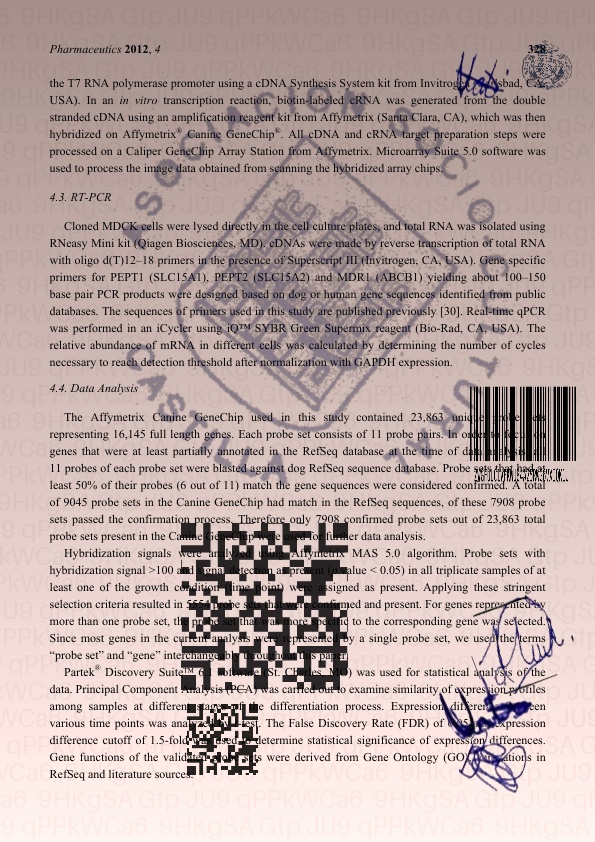 Pharmaceutics 2012, 4 328
the T7 RNA polymerase promoter using a cDNA Synthesis System kit from Invitrogen (Carlsbad, CA,
USA). In an in vitro transcription reaction, biotin-labeled cRNA was generated from the double
stranded cDNA using an amplification reagent kit from Affymetrix (Santa Clara, CA), which was then
hybridized on Affymetrix® Canine GeneChip®. All cDNA and cRNA target preparation steps were
processed on a Caliper GeneChip Array Station from Affymetrix. Microarray Suite 5.0 software was
used to process the image data obtained from scanning the hybridized array chips.
4.3. RT-PCR
Cloned MDCK cells were lysed directly in the cell culture plates, and total RNA was isolated using
RNeasy Mini kit (Qiagen Biosciences, MD). cDNAs were made by reverse transcription of total RNA
with oligo d(T)12–18 primers in the presence of Superscript III (Invitrogen, CA, USA). Gene specific
primers for PEPT1 (SLC15A1), PEPT2 (SLC15A2) and MDR1 (ABCB1) yielding about 100–150
base pair PCR products were designed based on dog or human gene sequences identified from public
databases. The sequences of primers used in this study are published previously [30]. Real-time qPCR
was performed in an iCycler using iQ™ SYBR Green Supermix reagent (Bio-Rad, CA, USA). The
relative abundance of mRNA in different cells was calculated by determining the number of cycles
necessary to reach detection threshold after normalization with GAPDH expression.
4.4. Data Analysis
The Affymetrix Canine GeneChip used in this study contained 23,863 unique probe sets
representing 16,145 full length genes. Each probe set consists of 11 probe pairs. In order to focus on
genes that were at least partially annotated in the RefSeq database at the time of data analysis, all
11 probes of each probe set were blasted against dog RefSeq sequence database. Probe sets that had at
least 50% of their probes (6 out of 11) match the gene sequences were considered confirmed. A total
of 9045 probe sets in the Canine GeneChip had match in the RefSeq sequences, of these 7908 probe
sets passed the confirmation process. Therefore only 7908 confirmed probe sets out of 23,863 total
probe sets present in the Canine GeneChip were used for further data analysis.
Hybridization signals were analyzed using Affymetrix MAS 5.0 algorithm. Probe sets with
hybridization signal >100 and signal detection as present (p value < 0.05) in all triplicate samples of at
least one of the growth condition (time point) were assigned as present. Applying these stringent
selection criteria resulted in 5554 probe sets that were confirmed and present. For genes represented by
more than one probe set, the probe set that was more specific to the corresponding gene was selected.
Since most genes in the current analysis were represented by a single probe set, we used the terms
“probe set” and “gene” interchangeably throughout this paper.
Partek® Discovery Suite™ 6.1 software (St. Charles, MO) was used for statistical analysis of the
data. Principal Component Analysis (PCA) was carried out to examine similarity of expression profiles
among samples at different stages of the differentiation process. Expression difference between
various time points was analyzed by t-test. The False Discovery Rate (FDR) of 0.05 and expression
difference cutoff of 1.5-fold was used to determine statistical significance of expression differences.
Gene functions of the validated probe sets were derived from Gene Ontology (GO) annotations in
RefSeq and literature sources.